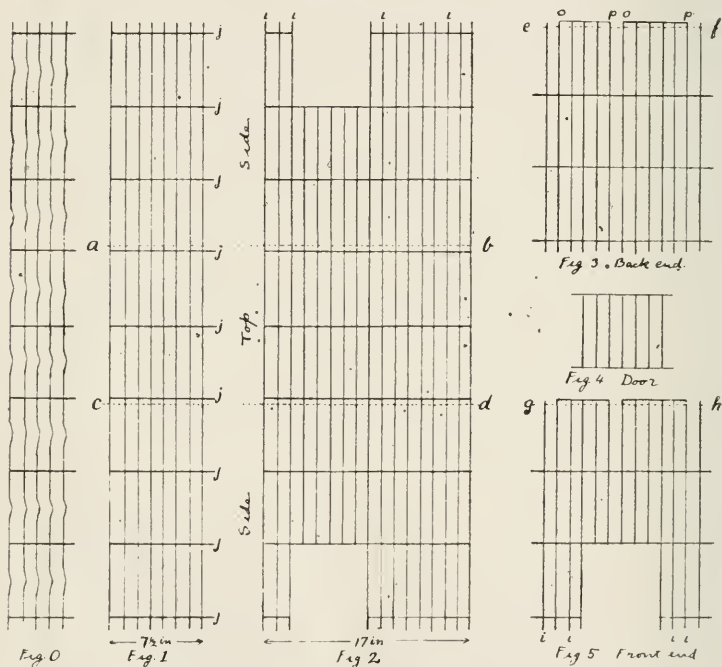 i i i i
o p o p
e f
j
j
Side
j
a b
j
Fig 3. Back end.
Top
j
Fig 4 Door
j
c d
g h
j
Side
j
j
i i i i
7½ in 17 in
Fig. 0 Fig. 1 Fig 2 Fig 5 Front end